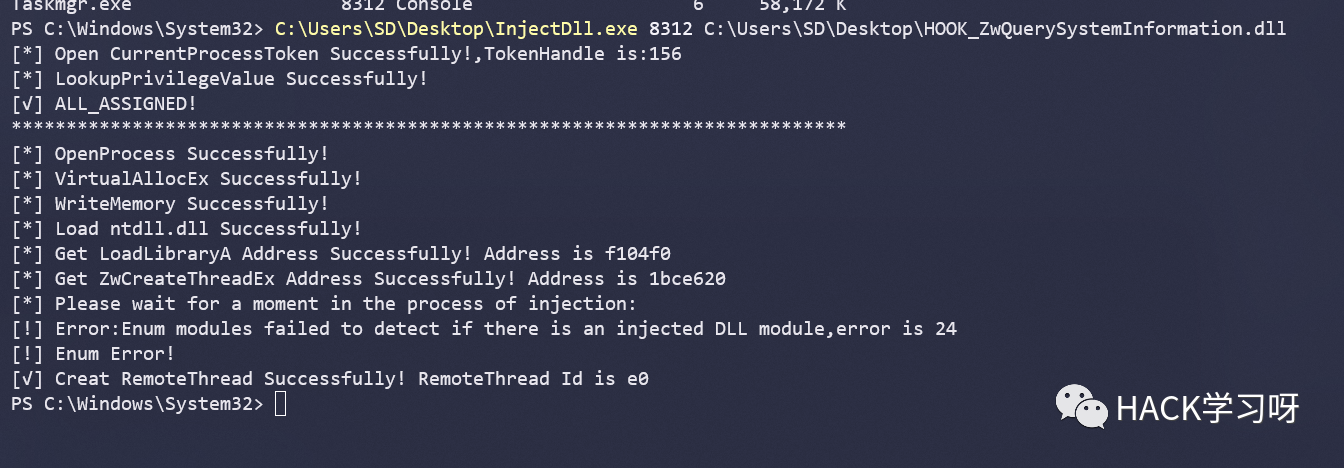 Taskmgr.exe 8312 Console 6 58,172 K
PS C:\Windows\System32> C:\Users\SD\Desktop\InjectDll.exe 8312 C:\Users\SD\Desktop\HOOK_ZwQuerySystemInformation.dll
[*] Open CurrentProcessToken Successfully!,TokenHandle is:156
[*] LookupPrivilegeValue Successfully!
[√] ALL_ASSIGNED!
*****************************************************************************
[*] OpenProcess Successfully!
[*] VirtualAllocEx Successfully!
[*] WriteMemory Successfully!
[*] Load ntdll.dll Successfully!
[*] Get LoadLibraryA Address Successfully! Address is f104f0
[*] Get ZwCreateThreadEx Address Successfully! Address is 1bce620
[*] Please wait for a moment in the process of injection:
[!] Error:Enum modules failed to detect if there is an injected DLL module,error is 24
[!] Enum Error!
[√] Creat RemoteThread Successfully! RemoteThread Id is e0
PS C:\Windows\System32>
HACK学习呀